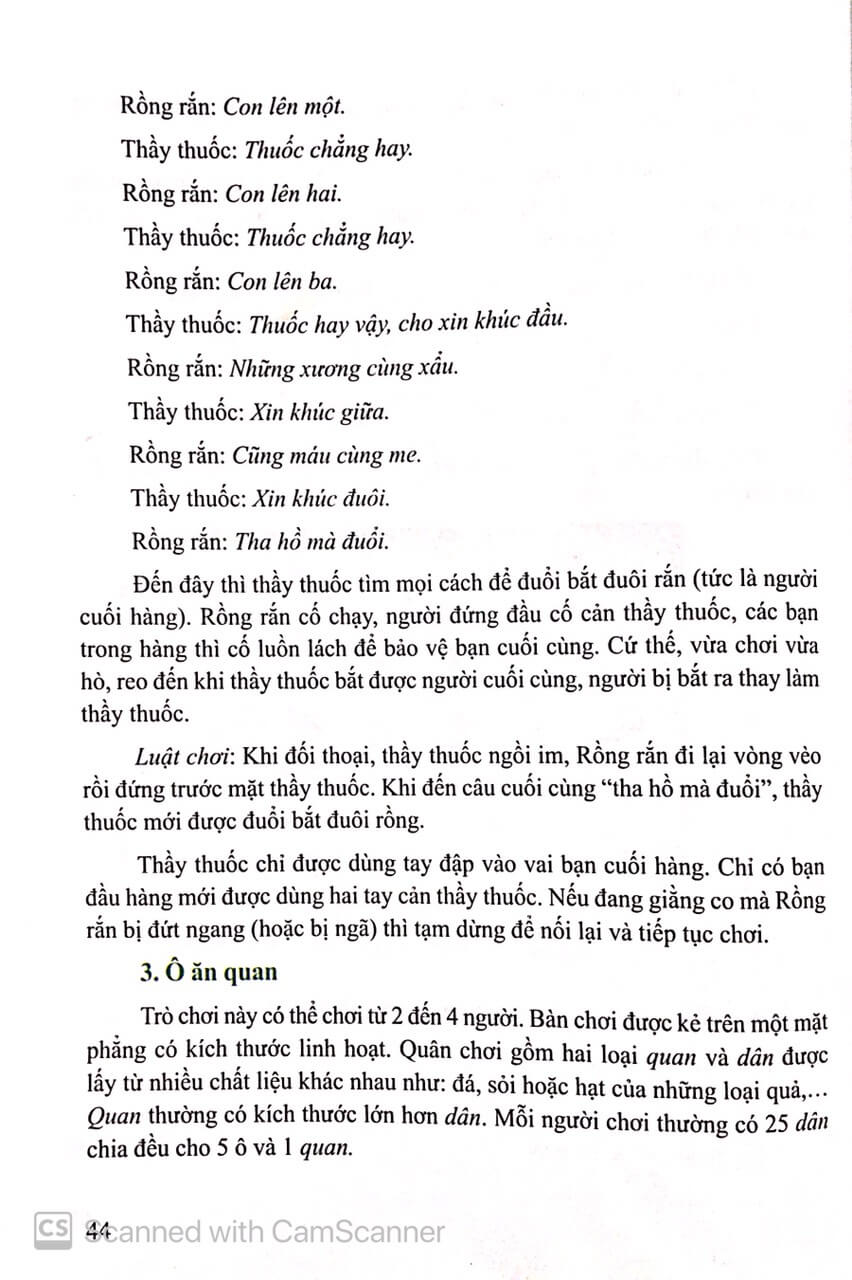 Rồng rắn: Con lên một.
Thầy thuốc: Thuốc chẳng hay.
Rồng rắn: Con lên hai.
Thầy thuốc: Thuốc chẳng hay.
Rồng rắn: Con lên ba.
Thầy thuốc: Thuốc hay vậy, cho xin khúc đầu.
Rồng rắn: Những xương cùng xẩu.
Thầy thuốc: Xin khúc giữa.
Rồng rắn: Cũng máu cùng me.
Thầy thuốc: Xin khúc đuôi.
Rồng rắn: Tha hồ mà đuổi.
Đến đây thì thầy thuốc tìm mọi cách để đuổi bắt đuôi rắn (tức là người
cuối hàng). Rồng rắn cố chạy, người đứng đầu cố cản thầy thuốc, các bạn
trong hàng thì cố luồn lách để bảo vệ bạn cuối cùng. Cứ thế, vừa chơi vừa
hò, reo đến khi thầy thuốc bắt được người cuối cùng, người bị bắt ra thay làm
thầy thuốc.
Luật chơi: Khi đối thoại, thầy thuốc ngồi im, Rồng rắn đi lại vòng vèo
rồi đứng trước mặt thầy thuốc. Khi đến câu cuối cùng “tha hồ mà đuổi”, thầy
thuốc mới được đuổi bắt đuôi rồng.
Thầy thuốc chỉ được dùng tay đập vào vai bạn cuối hàng. Chỉ có bạn
đầu hàng mới được dùng hai tay cản thầy thuốc. Nếu đang giằng co mà Rồng
rắn bị đứt ngang (hoặc bị ngã) thì tạm dừng để nối lại và tiếp tục chơi.
3. Ô ăn quan
Trò chơi này có thể chơi từ 2 đến 4 người. Bàn chơi được kẻ trên một mặt
phẳng có kích thước linh hoạt. Quân chơi gồm hai loại quan và dân được
lấy từ nhiều chất liệu khác nhau như: đá, sỏi hoặc hạt của những loại quả,...
Quan thường có kích thước lớn hơn dân. Mỗi người chơi thường có 25 dân
chia đều cho 5 ô và 1 quan.
44
CS Scanned with CamScanner